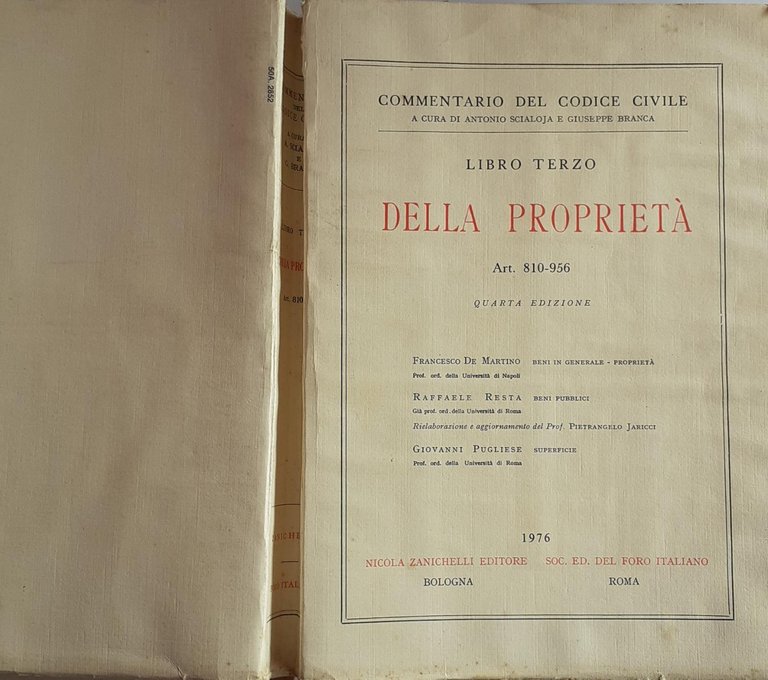 50A. 2852
COMMENTARIO DEL CODICE CIVILE
A CURA DI ANTONIO SCIALOJA E GIUSEPPE BRANCA
LIBRO TERZO
DELLA PROPRIETÀ
Art. 810-956
QUARTA EDIZIONE
FRANCESCO DE MARTINO BENI IN GENERALE - PROPRIETÀ
Prof. ord. della Università di Napoli
RAFFAELE RESTA BENI PUBBLICI
Già prof. ord. della Università di Roma
Rielaborazione e aggiornamento del Prof. PIETRANGELO JARICCI
GIOVANNI PUGLIESE SUPERFICIE
Prof. ord. della Università di Roma
1976
NICOLA ZANICHELLI EDITORE SOC. ED. DEL FORO ITALIANO
BOLOGNA ROMA